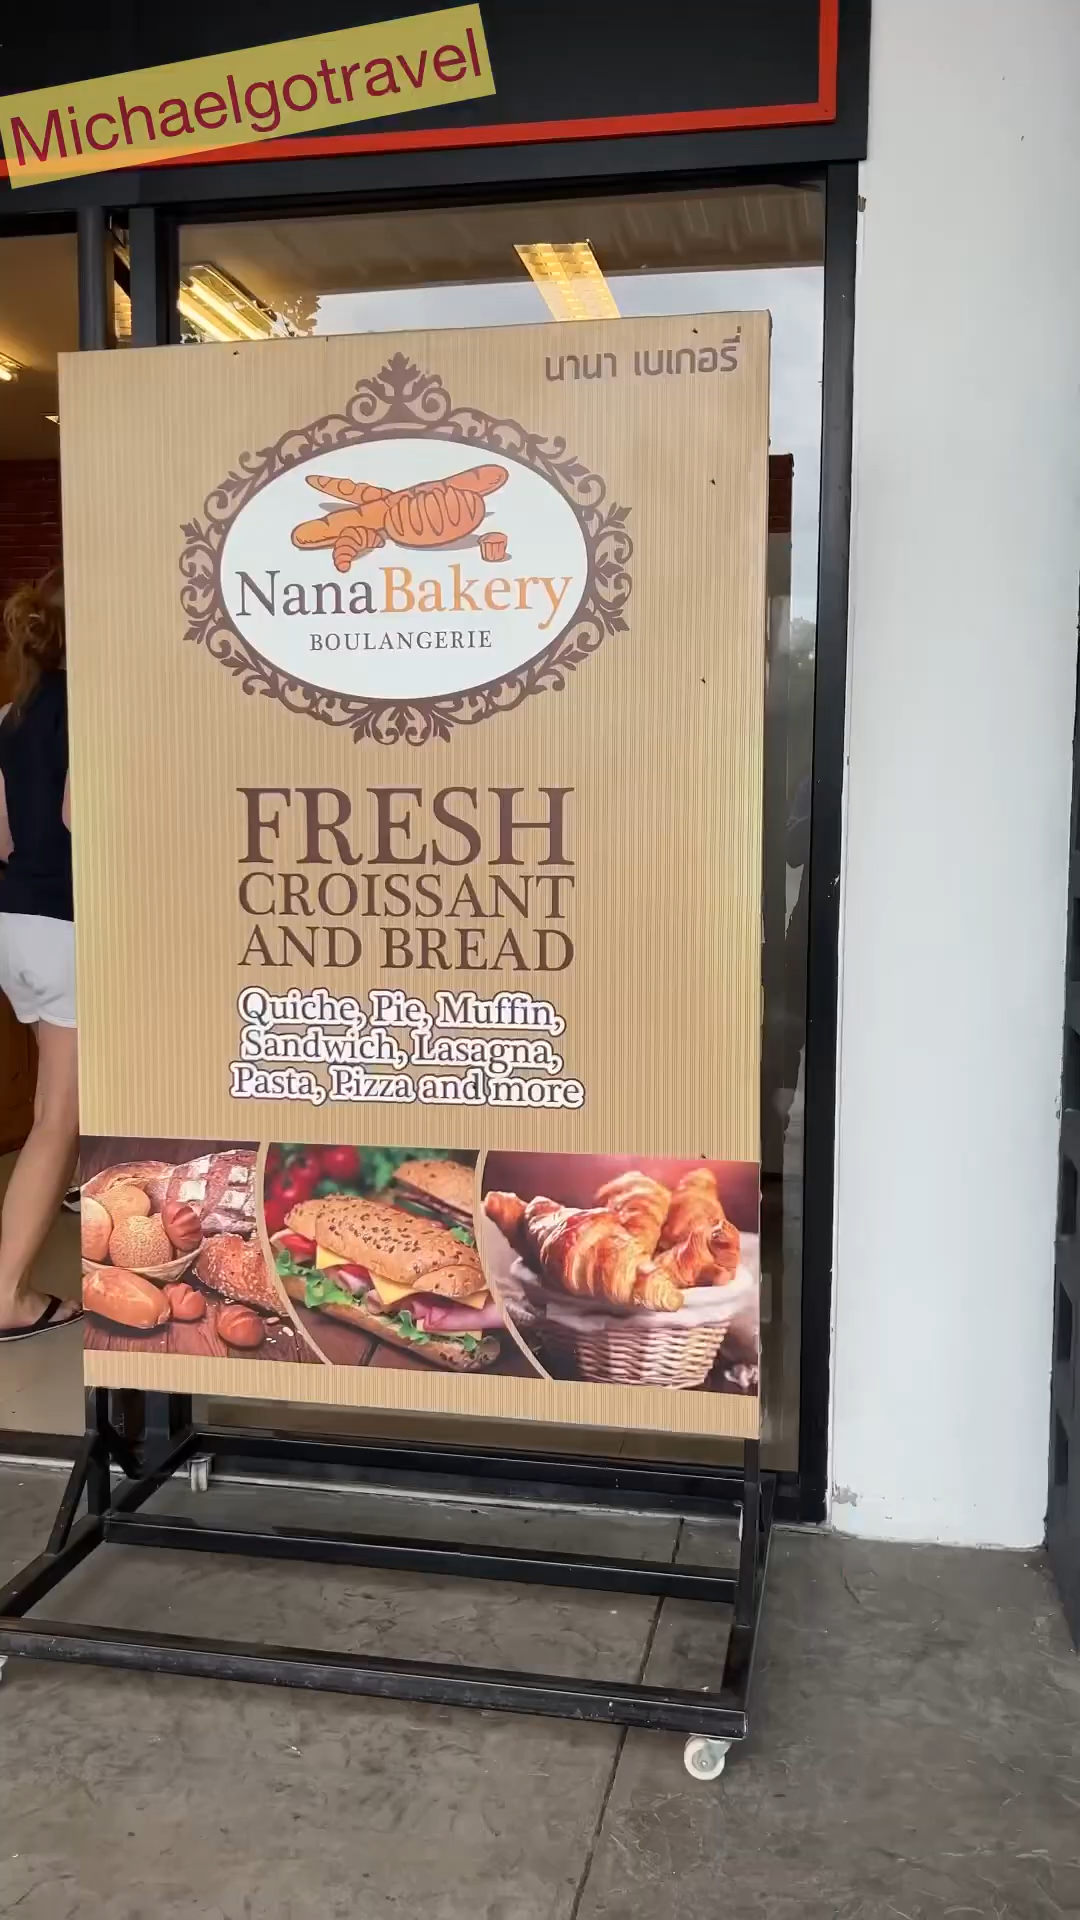 Michaelgotravel
นานา เบเกอรี่
NanaBakery
BOULANGERIE
FRESH
CROISSANT
AND BREAD
Quiche, Pie, Muffin,
Sandwich, Lasagna,
Pasta, Pizza and more